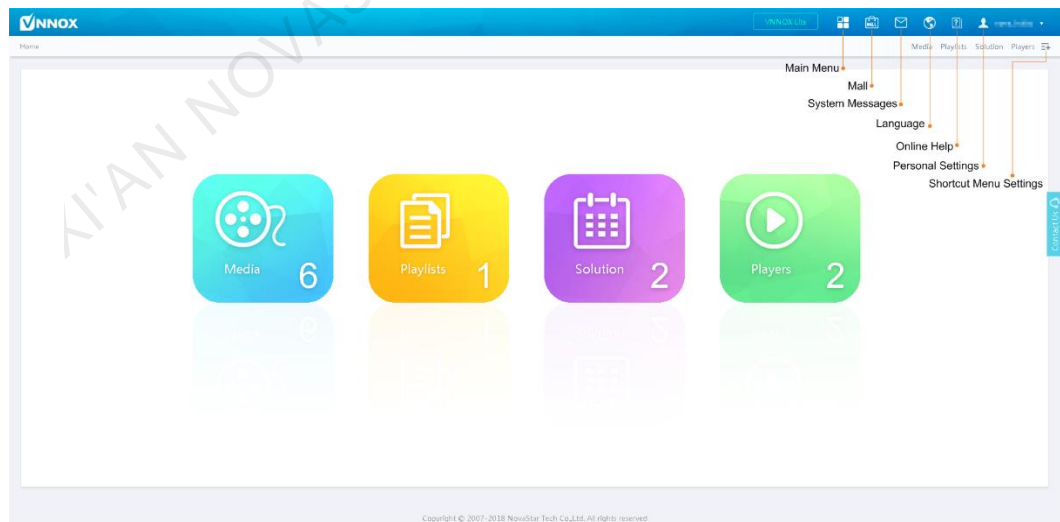 VNNOX
VNNOX Lite
MALL
Home
Media Playlists Solution Players
Main Menu
Mall
System Messages
Language
Online Help
Personal Settings
Shortcut Menu Settings
Contact Us
XI'AN NOVAS
Media 6
Playlists 1
Solution 2
Players 2
Copyright © 2007-2018 NovaStar Tech Co.,Ltd. All rights reserved